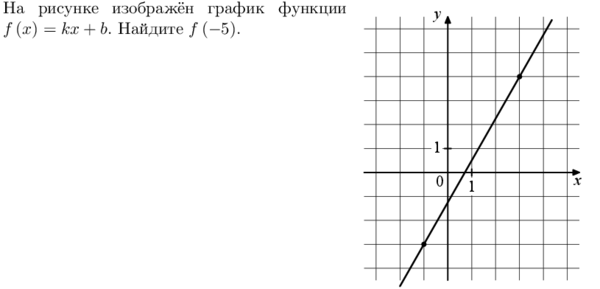 На рисунке изображён график функции
f (x) = kx + b. Найдите f (−5).
y
1
0
1
x